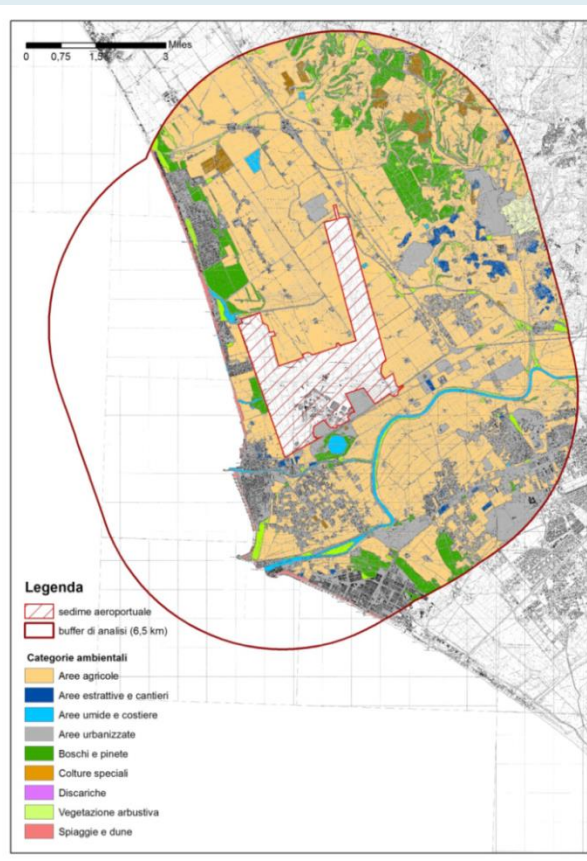 Miles
0 0,75 1,5 3
Legenda
sedime aeroportuale
buffer di analisi (6,5 km)
Categorie ambientali
Aree agricole
Aree estrattive e cantieri
Aree umide e costiere
Aree urbanizzate
Boschi e pinete
Colture speciali
Discariche
Vegetazione arbustiva
Spiaggie e dune